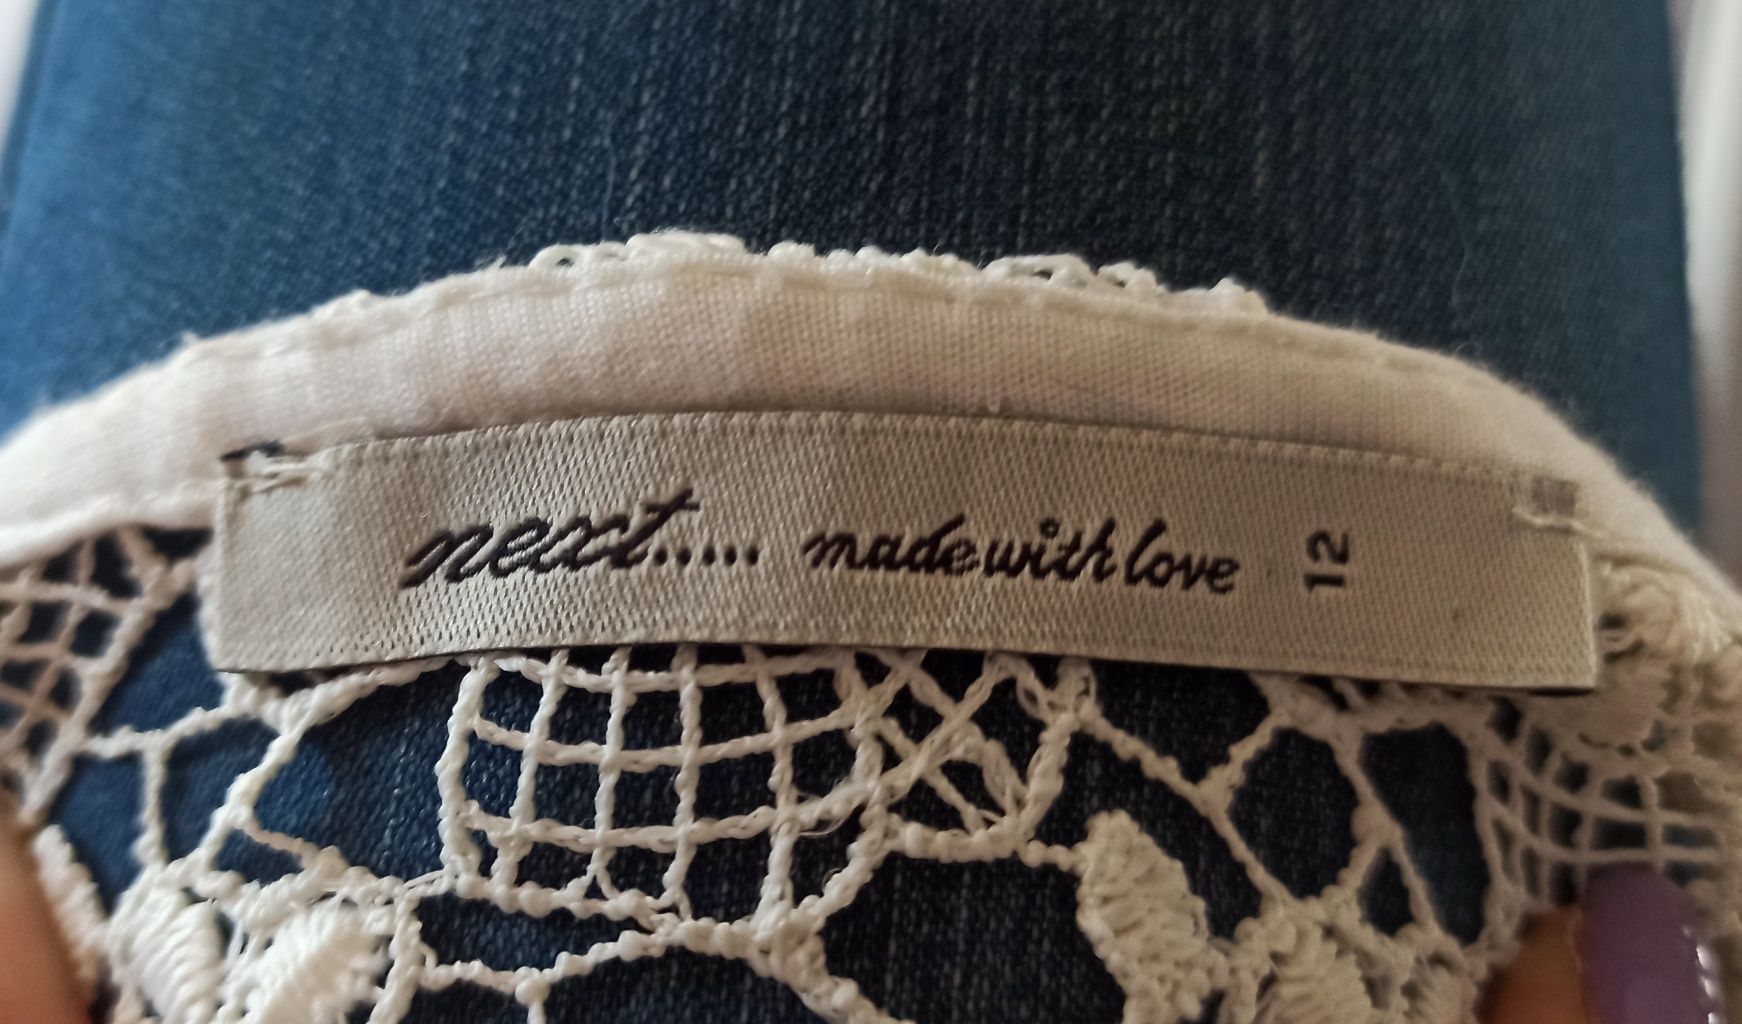 next..... made with love 12